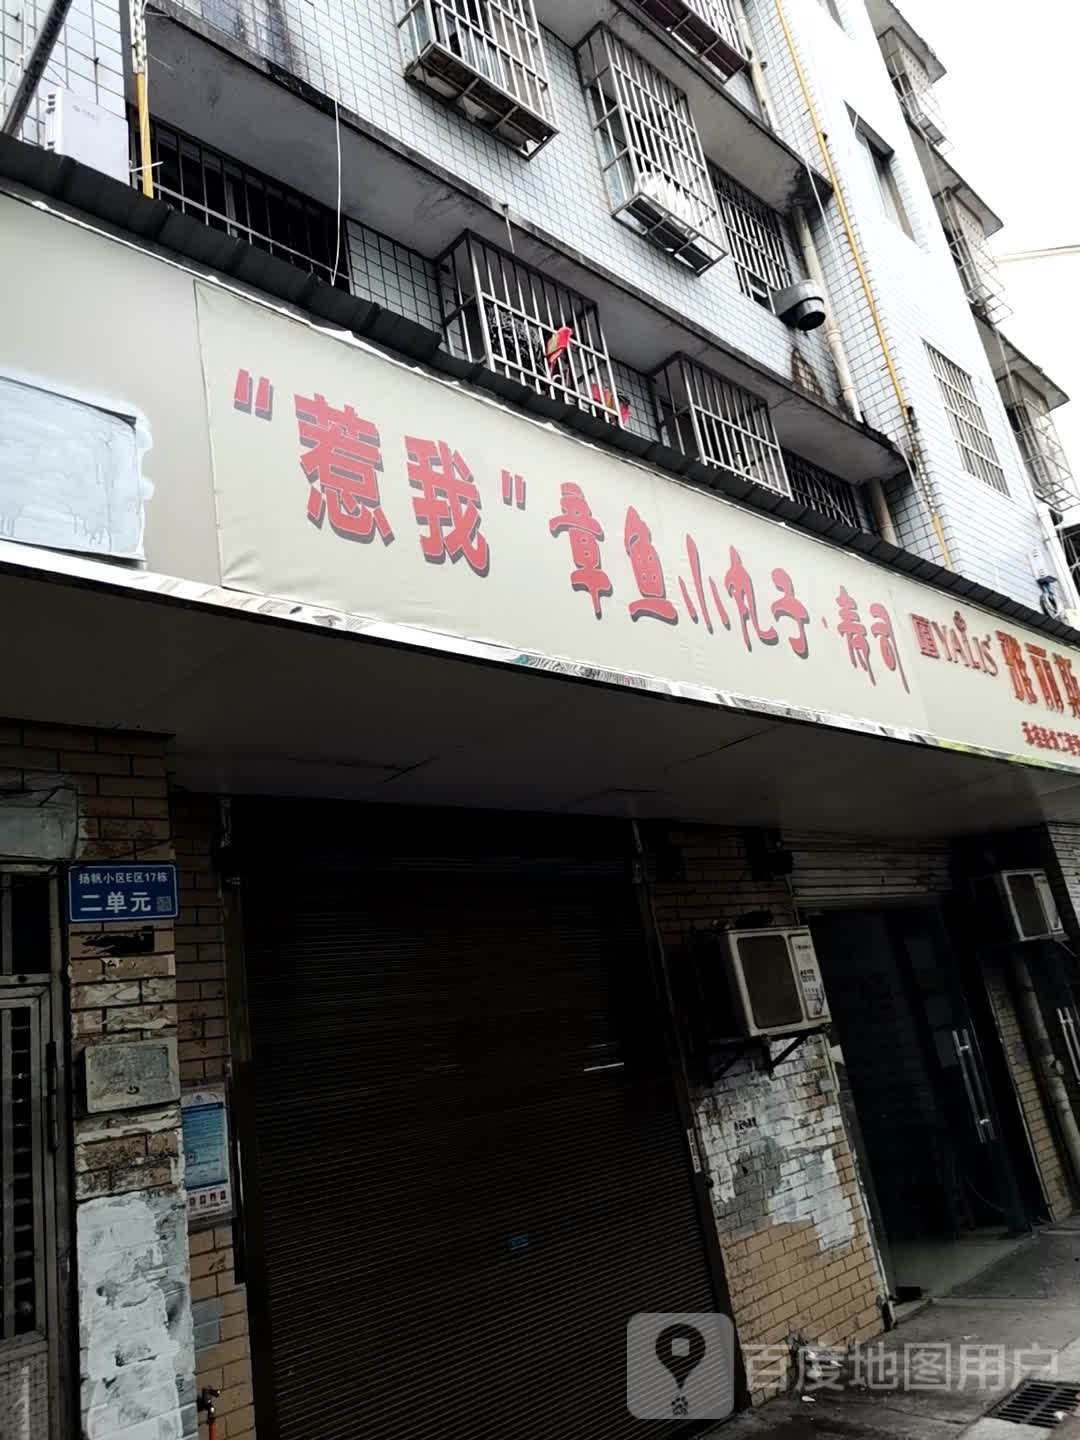 "惹我"章鱼小丸子·寿司
YALIS 雅丽斯
扬帆小区E区17栋
二单元
百度地图用户